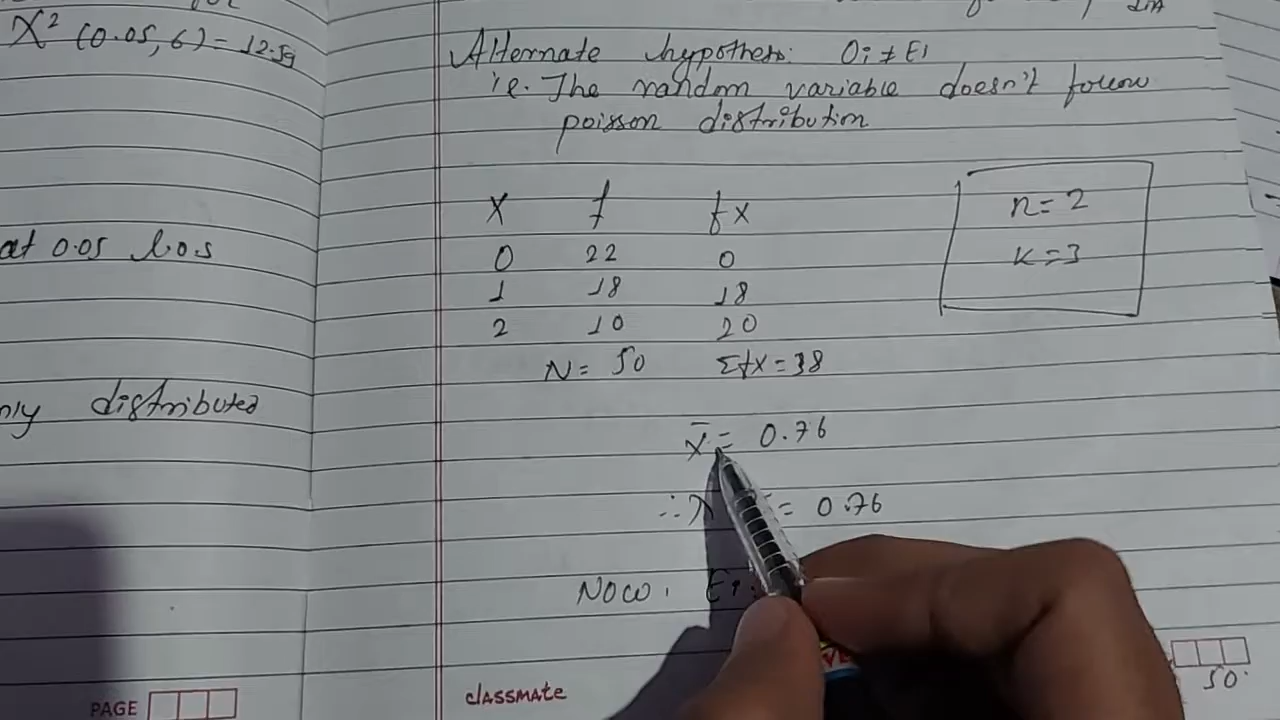 X² (0.05, 6) = 12.59
at 0.05 l.o.s
distributed
PAGE
Alternate hypothesis: Oi ≠ Ei
i.e. The random variable doesn't follow
poisson distribution
X f fx
0 22 0
1 18 18
2 10 20
N = 50 Σfx = 38
n = 2
k = 3
x̄ = 0.76
∴ λ = 0.76
Now, Ei
classmate
50.